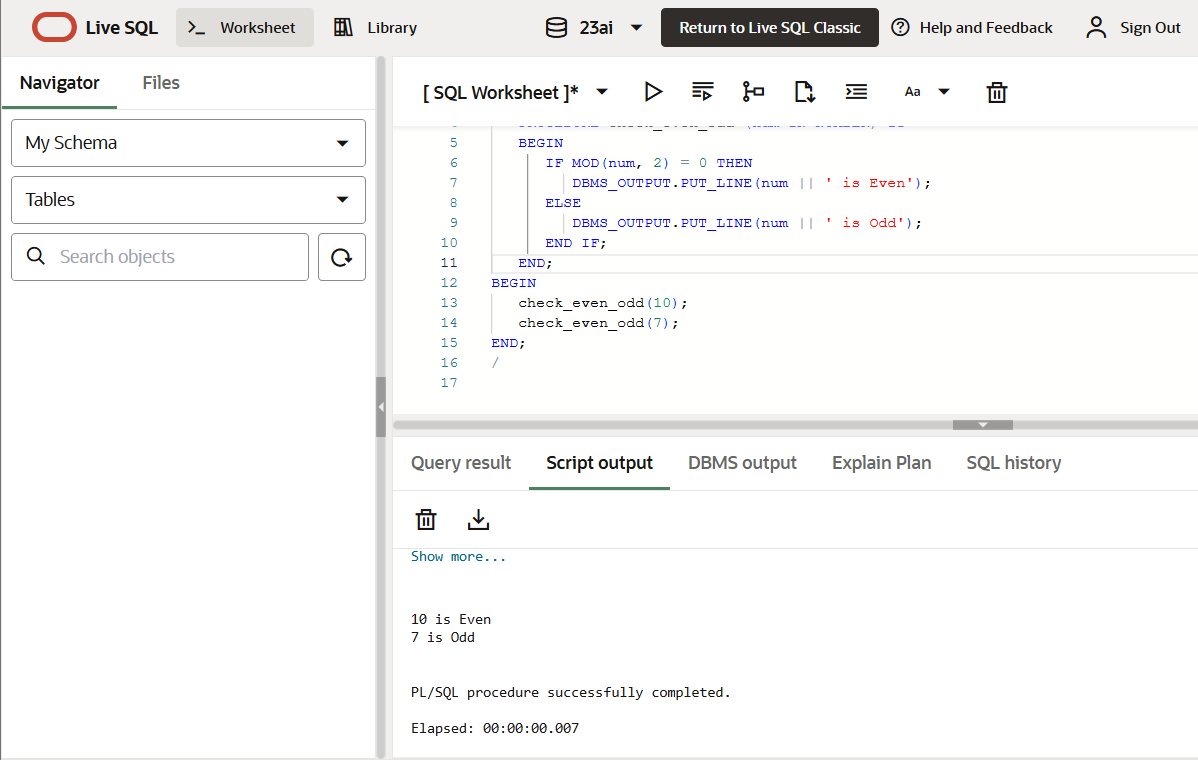 Live SQL
Worksheet
Library
23ai
Return to Live SQL Classic
Help and Feedback
Sign Out
Navigator
Files
My Schema
Tables
Search objects
[ SQL Worksheet ]*
Aa
5 BEGIN
6 IF MOD(num, 2) = 0 THEN
7 DBMS_OUTPUT.PUT_LINE(num || ' is Even');
8 ELSE
9 DBMS_OUTPUT.PUT_LINE(num || ' is Odd');
10 END IF;
11 END;
12 BEGIN
13 check_even_odd(10);
14 check_even_odd(7);
15 END;
16 /
17
Query result
Script output
DBMS output
Explain Plan
SQL history
Show more...
10 is Even
7 is Odd
PL/SQL procedure successfully completed.
Elapsed: 00:00:00.007